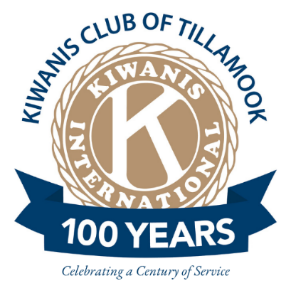 KIWANIS CLUB OF TILLAMOOK
KIWANIS
K
INTERNATIONAL
100 YEARS
Celebrating a Century of Service